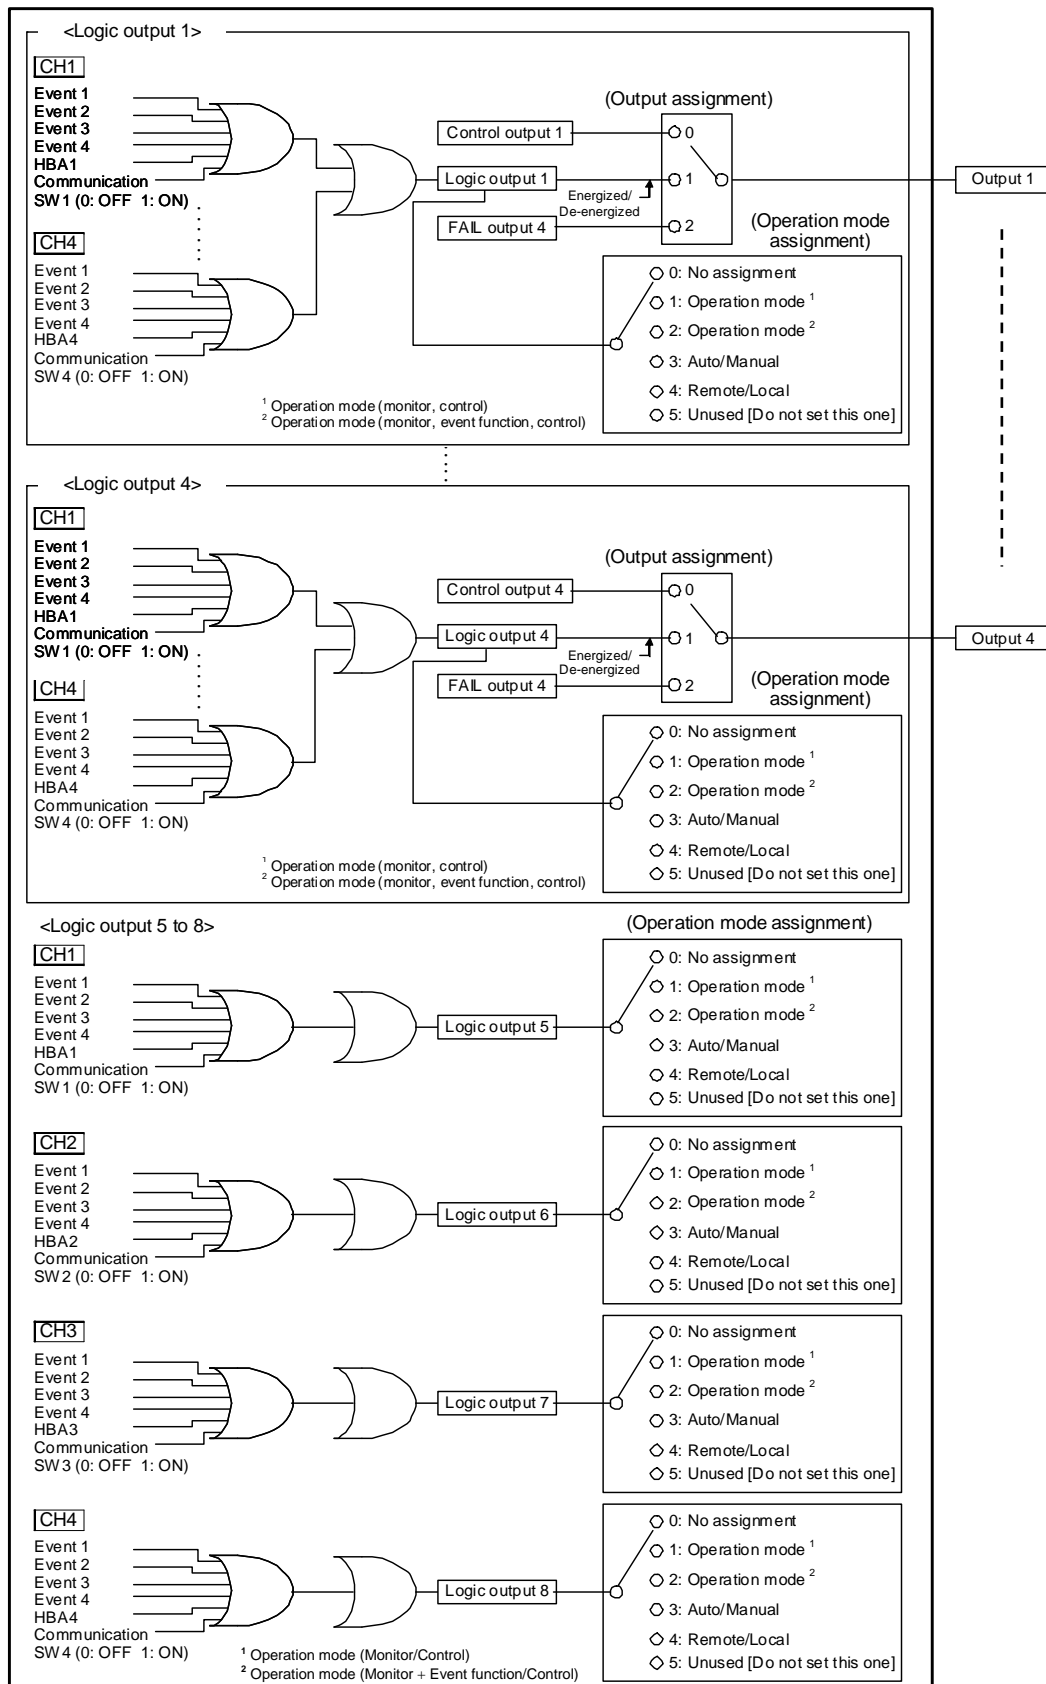 <Logic output 1>
CH1
Event 1
Event 2
Event 3
Event 4
HBA1
Communication
SW1 (0: OFF 1: ON)
CH4
Event 1
Event 2
Event 3
Event 4
HBA4
Communication
SW4 (0: OFF 1: ON)
(Output assignment)
Control output 1
0
Logic output 1
1
Energized/
De-energized
FAIL output 4
2
Output 1
(Operation mode
assignment)
0: No assignment
1: Operation mode 1
2: Operation mode 2
3: Auto/Manual
4: Remote/Local
5: Unused [Do not set this one]
1 Operation mode (monitor, control)
2 Operation mode (monitor, event function, control)
<Logic output 4>
CH1
Event 1
Event 2
Event 3
Event 4
HBA1
Communication
SW1 (0: OFF 1: ON)
CH4
Event 1
Event 2
Event 3
Event 4
HBA4
Communication
SW4 (0: OFF 1: ON)
(Output assignment)
Control output 4
0
Logic output 4
1
Energized/
De-energized
FAIL output 4
2
Output 4
(Operation mode
assignment)
0: No assignment
1: Operation mode 1
2: Operation mode 2
3: Auto/Manual
4: Remote/Local
5: Unused [Do not set this one]
1 Operation mode (monitor, control)
2 Operation mode (monitor, event function, control)
<Logic output 5 to 8>
(Operation mode assignment)
CH1
Event 1
Event 2
Event 3
Event 4
HBA1
Communication
SW1 (0: OFF 1: ON)
Logic output 5
0: No assignment
1: Operation mode 1
2: Operation mode 2
3: Auto/Manual
4: Remote/Local
5: Unused [Do not set this one]
CH2
Event 1
Event 2
Event 3
Event 4
HBA2
Communication
SW2 (0: OFF 1: ON)
Logic output 6
0: No assignment
1: Operation mode 1
2: Operation mode 2
3: Auto/Manual
4: Remote/Local
5: Unused [Do not set this one]
CH3
Event 1
Event 2
Event 3
Event 4
HBA3
Communication
SW3 (0: OFF 1: ON)
Logic output 7
0: No assignment
1: Operation mode 1
2: Operation mode 2
3: Auto/Manual
4: Remote/Local
5: Unused [Do not set this one]
CH4
Event 1
Event 2
Event 3
Event 4
HBA4
Communication
SW4 (0: OFF 1: ON)
Logic output 8
0: No assignment
1: Operation mode 1
2: Operation mode 2
3: Auto/Manual
4: Remote/Local
5: Unused [Do not set this one]
1 Operation mode (Monitor/Control)
2 Operation mode (Monitor + Event function/Control)